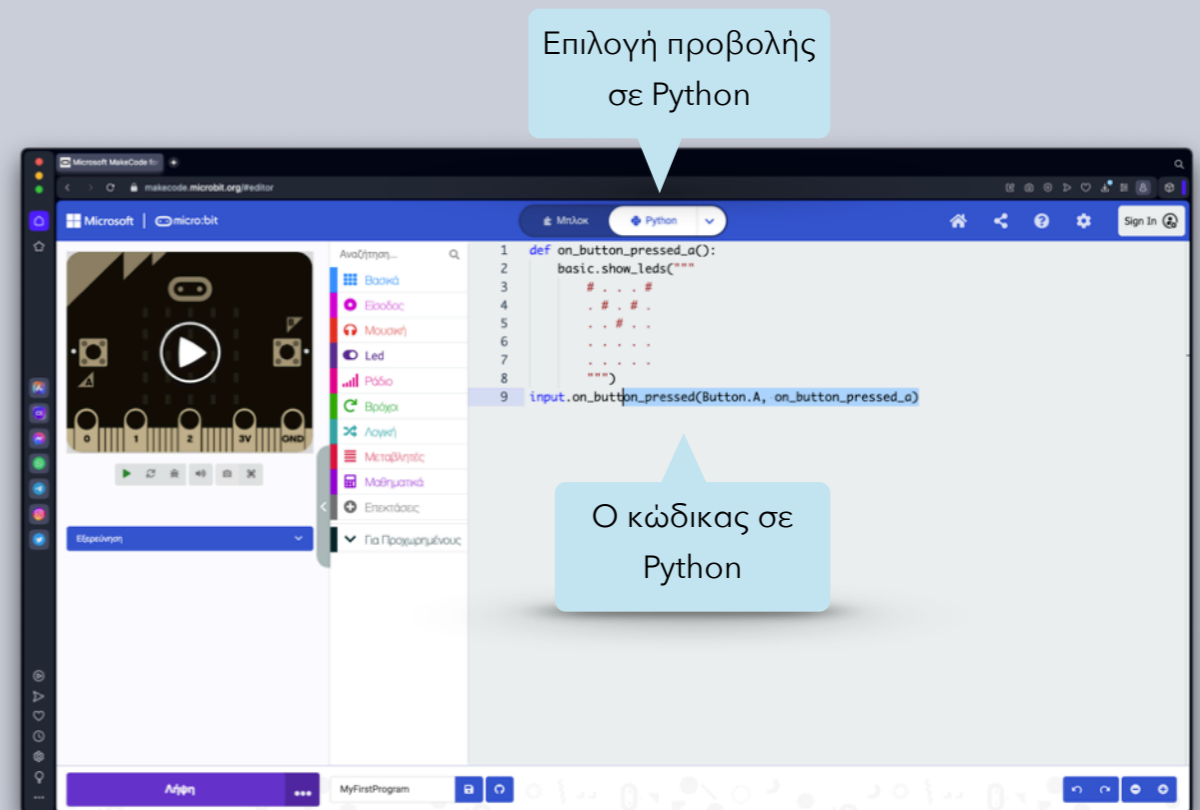 Επιλογή προβολής
σε Python
Microsoft MakeCode for
makecode.microbit.org/#editor
Microsoft | micro:bit
Μπλοκ
Python
Sign In
Αναζήτηση...
Βασικά
Είσοδος
Μουσική
Led
Ράδιο
Βρόχοι
Λογική
Μεταβλητές
Μαθηματικά
Επεκτάσεις
Για Προχωρημένους
B
A
0 1 2 3V GND
Εξερεύνηση
1 def on_button_pressed_a():
2 basic.show_leds("""
3 # . . . #
4 . # . # .
5 . . # . .
6 . . . . .
7 . . . . .
8 """)
9 input.on_button_pressed(Button.A, on_button_pressed_a)
Ο κώδικας σε
Python
Λήψη
MyFirstProgram